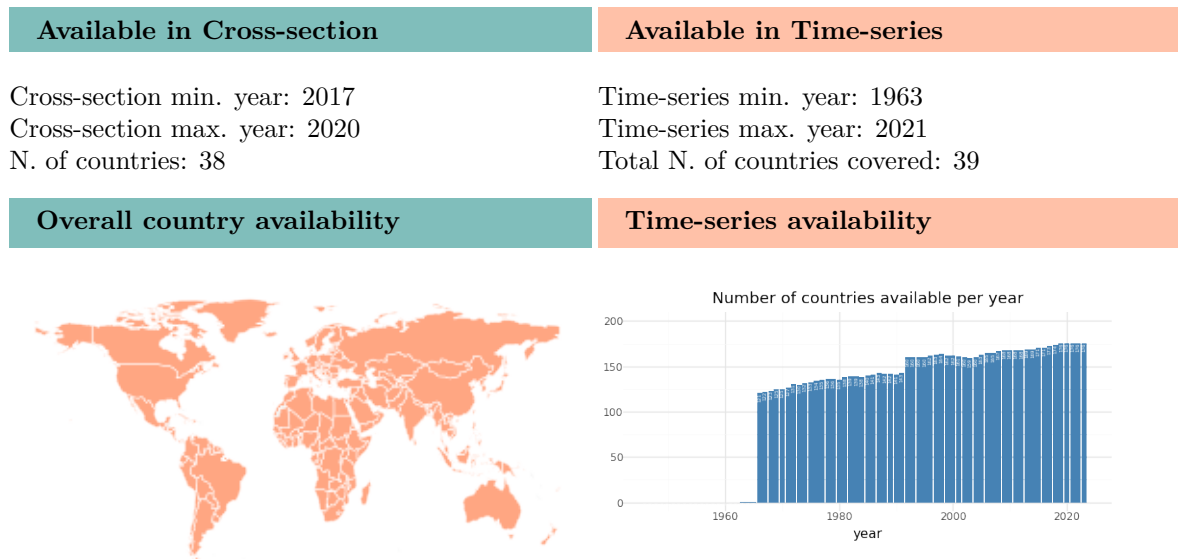 Available in Cross-section
Available in Time-series
Cross-section min. year: 2017
Cross-section max. year: 2020
N. of countries: 38
Time-series min. year: 1963
Time-series max. year: 2021
Total N. of countries covered: 39
Overall country availability
Time-series availability
Number of countries available per year
200
150
100
50
0
1960
1980
2000
2020
year